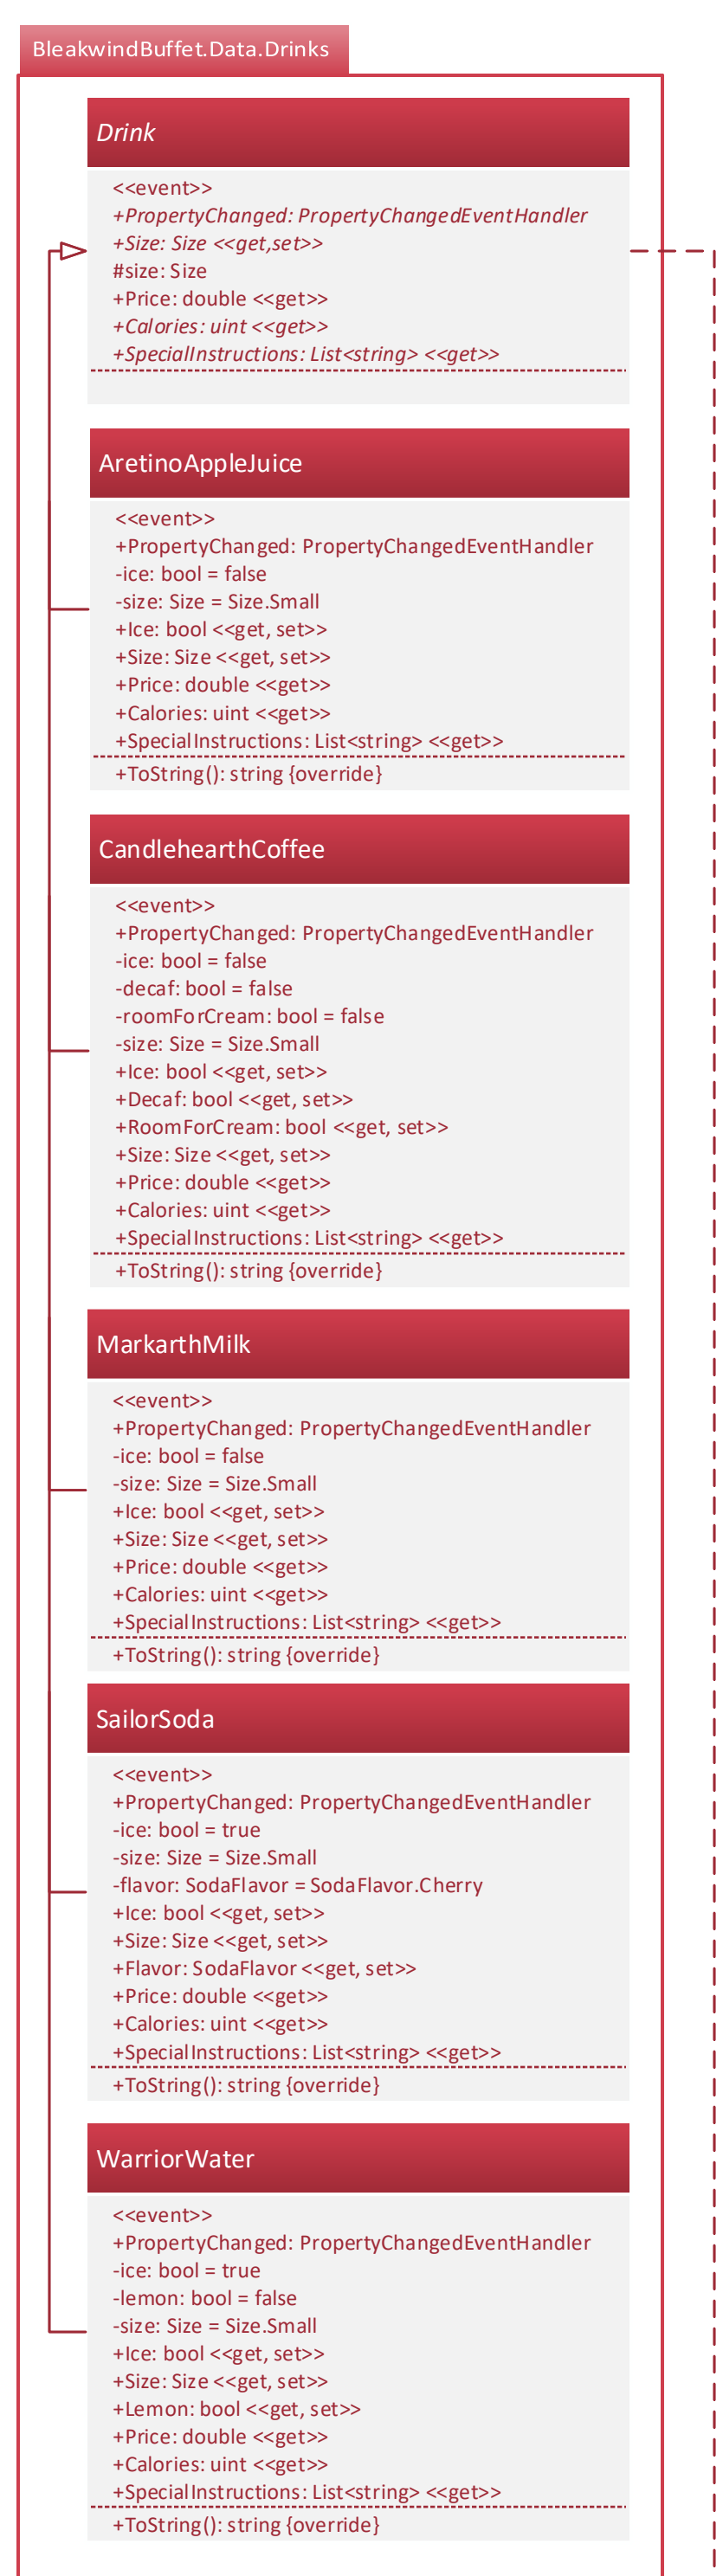 BleakwindBuffet.Data.Drinks
Drink
<<event>>
+PropertyChanged: PropertyChangedEventHandler
+Size: Size <<get,set>>
#size: Size
+Price: double <<get>>
+Calories: uint <<get>>
+SpecialInstructions: List<string> <<get>>
AretinoAppleJuice
<<event>>
+PropertyChanged: PropertyChangedEventHandler
-ice: bool = false
-size: Size = Size.Small
+Ice: bool <<get, set>>
+Size: Size <<get, set>>
+Price: double <<get>>
+Calories: uint <<get>>
+SpecialInstructions: List<string> <<get>>
+ToString(): string {override}
CandlehearthCoffee
<<event>>
+PropertyChanged: PropertyChangedEventHandler
-ice: bool = false
-decaf: bool = false
-roomForCream: bool = false
-size: Size = Size.Small
+Ice: bool <<get, set>>
+Decaf: bool <<get, set>>
+RoomForCream: bool <<get, set>>
+Size: Size <<get, set>>
+Price: double <<get>>
+Calories: uint <<get>>
+SpecialInstructions: List<string> <<get>>
+ToString(): string {override}
MarkarthMilk
<<event>>
+PropertyChanged: PropertyChangedEventHandler
-ice: bool = false
-size: Size = Size.Small
+Ice: bool <<get, set>>
+Size: Size <<get, set>>
+Price: double <<get>>
+Calories: uint <<get>>
+SpecialInstructions: List<string> <<get>>
+ToString(): string {override}
SailorSoda
<<event>>
+PropertyChanged: PropertyChangedEventHandler
-ice: bool = true
-size: Size = Size.Small
-flavor: SodaFlavor = SodaFlavor.Cherry
+Ice: bool <<get, set>>
+Size: Size <<get, set>>
+Flavor: SodaFlavor <<get, set>>
+Price: double <<get>>
+Calories: uint <<get>>
+SpecialInstructions: List<string> <<get>>
+ToString(): string {override}
WarriorWater
<<event>>
+PropertyChanged: PropertyChangedEventHandler
-ice: bool = true
-lemon: bool = false
-size: Size = Size.Small
+Ice: bool <<get, set>>
+Size: Size <<get, set>>
+Lemon: bool <<get, set>>
+Price: double <<get>>
+Calories: uint <<get>>
+SpecialInstructions: List<string> <<get>>
+ToString(): string {override}